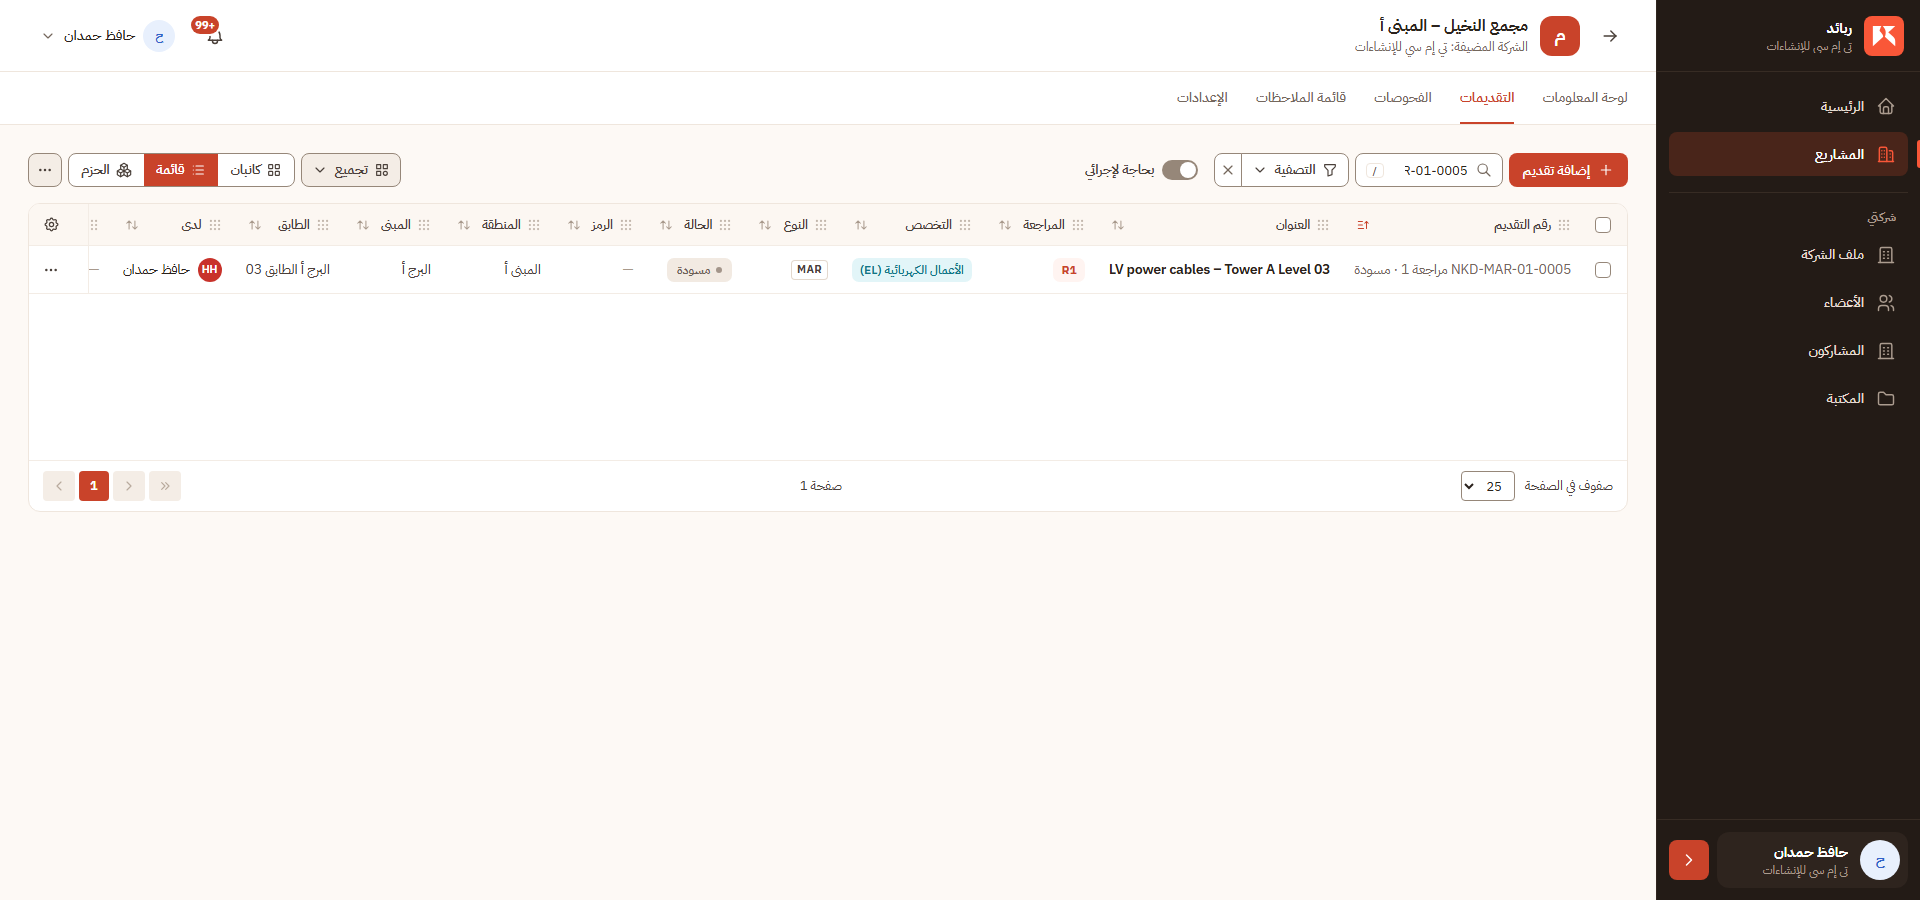 ربائد
تي إم سي للإنشاءات
الرئيسية
المشاريع
شركتي
ملف الشركة
الأعضاء
المشاركون
المكتبة
حافظ حمدان
تي إم سي للإنشاءات
ح
م
مجمع النخيل – المبنى أ
الشركة المضيفة: تي إم سي للإنشاءات
99+
ح
حافظ حمدان
لوحة المعلومات
التقديمات
الفحوصات
قائمة الملاحظات
الإعدادات
إضافة تقديم
R-01-0005
/
التصفية
بحاجة لإجرائي
تجميع
كانبان
قائمة
الحزم
رقم التقديم
العنوان
المراجعة
التخصص
النوع
الحالة
الرمز
المنطقة
المبنى
الطابق
لدى
NKD-MAR-01-0005 مراجعة 1 · مسودة
LV power cables – Tower A Level 03
R1
الأعمال الكهربائية (EL)
MAR
مسودة
—
المبنى أ
البرج أ
البرج أ الطابق 03
HH
حافظ حمدان
—
صفوف في الصفحة
25
صفحة 1
1